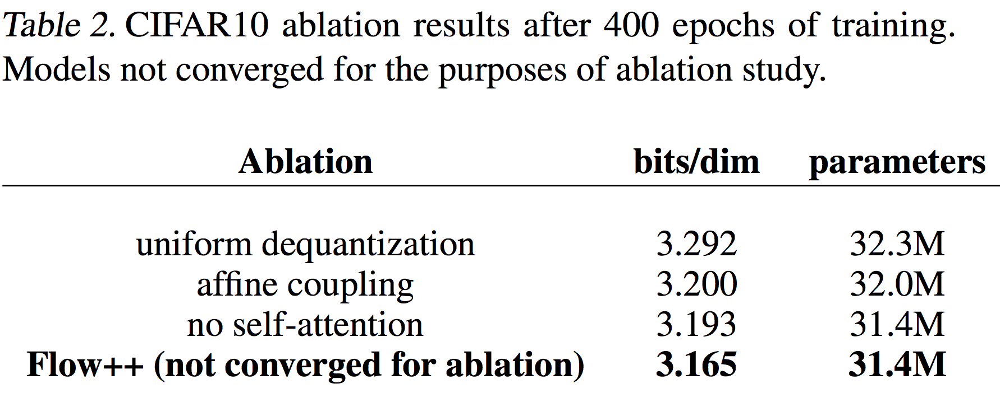 Table 2. CIFAR10 ablation results after 400 epochs of training.
Models not converged for the purposes of ablation study.
Ablation bits/dim parameters
uniform dequantization 3.292 32.3M
affine coupling 3.200 32.0M
no self-attention 3.193 31.4M
Flow++ (not converged for ablation) 3.165 31.4M